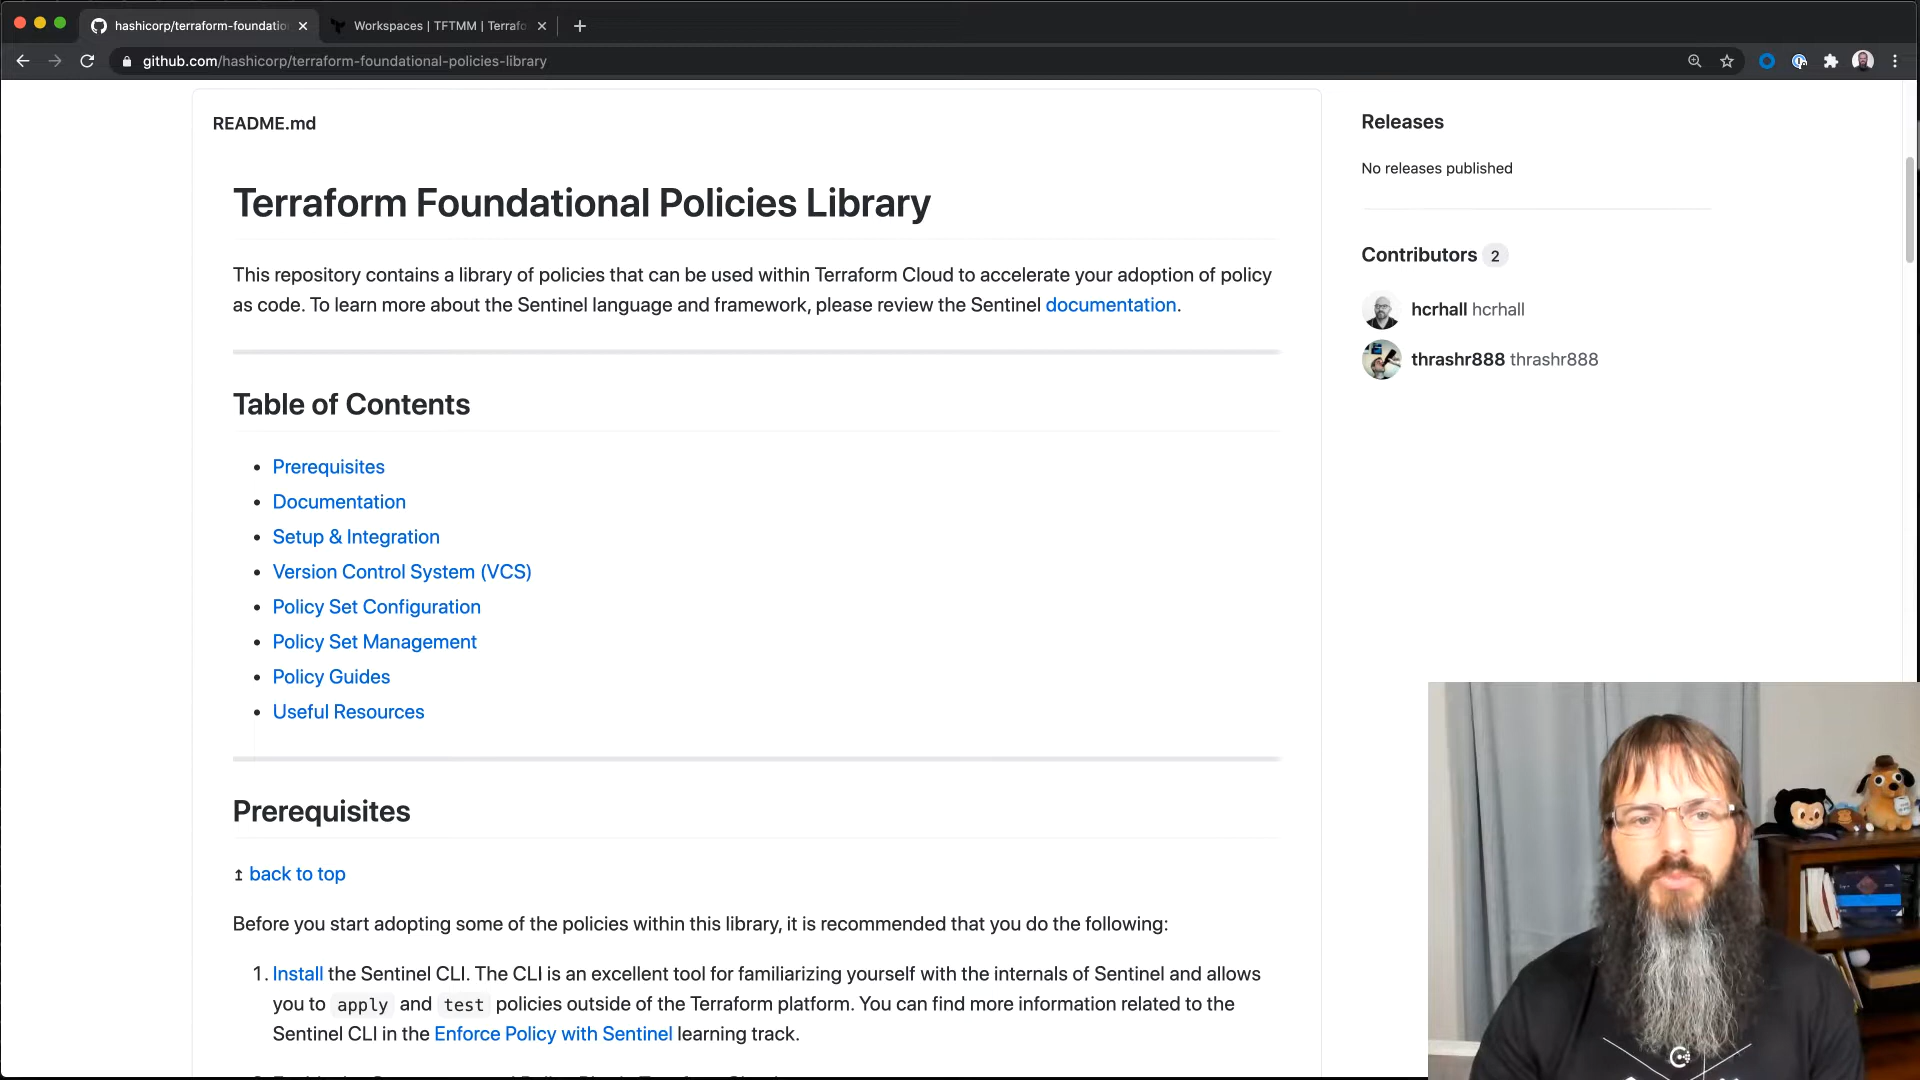 hashicorp/terraform-foundatio
Workspaces | TFTMM | Terrafo
github.com/hashicorp/terraform-foundational-policies-library
README.md
Terraform Foundational Policies Library
This repository contains a library of policies that can be used within Terraform Cloud to accelerate your adoption of policy
as code. To learn more about the Sentinel language and framework, please review the Sentinel documentation.
Table of Contents
• Prerequisites
• Documentation
• Setup & Integration
• Version Control System (VCS)
• Policy Set Configuration
• Policy Set Management
• Policy Guides
• Useful Resources
Prerequisites
↥ back to top
Before you start adopting some of the policies within this library, it is recommended that you do the following:
1. Install the Sentinel CLI. The CLI is an excellent tool for familiarizing yourself with the internals of Sentinel and allows
you to apply and test policies outside of the Terraform platform. You can find more information related to the
Sentinel CLI in the Enforce Policy with Sentinel learning track.
Releases
No releases published
Contributors 2
hcrhall hcrhall
thrashr888 thrashr888